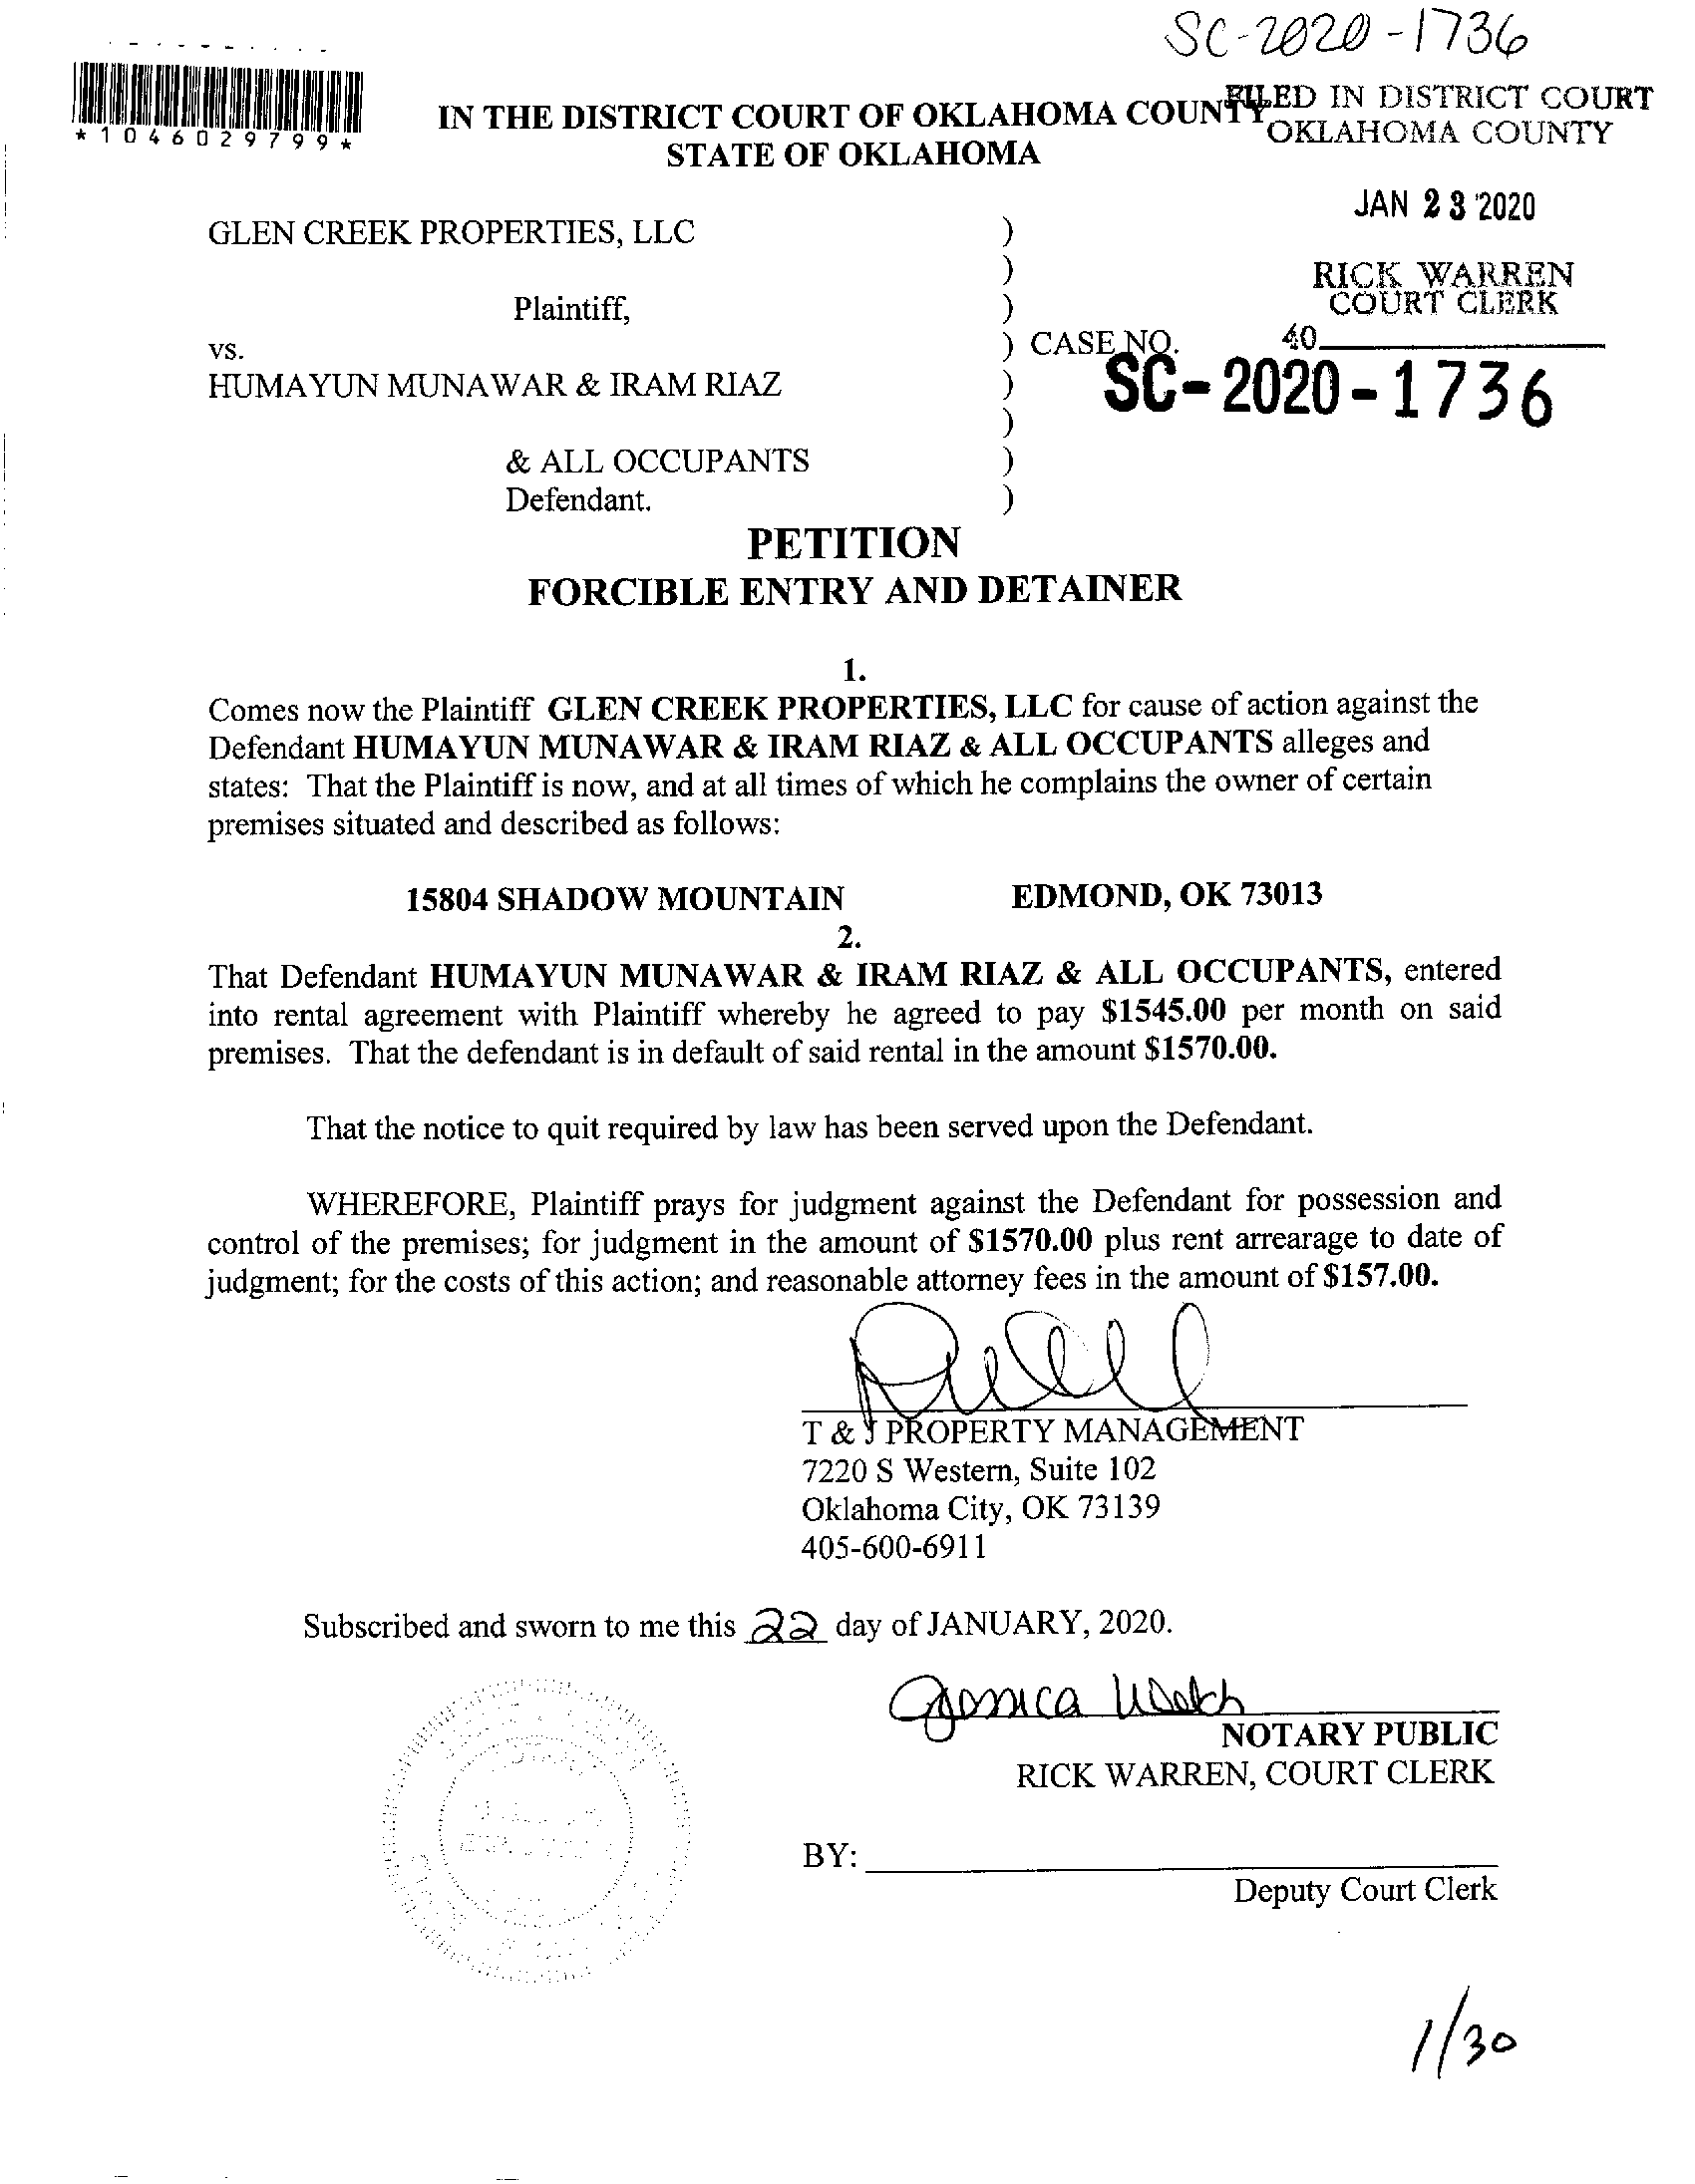 SC-2020-1736
*1046029799*
IN THE DISTRICT COURT OF OKLAHOMA COUNTY
STATE OF OKLAHOMA
FILED IN DISTRICT COURT
OKLAHOMA COUNTY
JAN 23 2020
RICK WARREN
COURT CLERK
40
GLEN CREEK PROPERTIES, LLC )
)
Plaintiff, )
vs. ) CASE NO.
SC-2020-1736
HUMAYUN MUNAWAR & IRAM RIAZ )
)
& ALL OCCUPANTS )
Defendant. )
PETITION
FORCIBLE ENTRY AND DETAINER
1.
Comes now the Plaintiff GLEN CREEK PROPERTIES, LLC for cause of action against the
Defendant HUMAYUN MUNAWAR & IRAM RIAZ & ALL OCCUPANTS alleges and
states: That the Plaintiff is now, and at all times of which he complains the owner of certain
premises situated and described as follows:
15804 SHADOW MOUNTAIN EDMOND, OK 73013
2.
That Defendant HUMAYUN MUNAWAR & IRAM RIAZ & ALL OCCUPANTS, entered
into rental agreement with Plaintiff whereby he agreed to pay $1545.00 per month on said
premises. That the defendant is in default of said rental in the amount $1570.00.
That the notice to quit required by law has been served upon the Defendant.
WHEREFORE, Plaintiff prays for judgment against the Defendant for possession and
control of the premises; for judgment in the amount of $1570.00 plus rent arrearage to date of
judgment; for the costs of this action; and reasonable attorney fees in the amount of $157.00.
T & J PROPERTY MANAGEMENT
7220 S Western, Suite 102
Oklahoma City, OK 73139
405-600-6911
Subscribed and sworn to me this 22 day of JANUARY, 2020.
Jessica Welch
NOTARY PUBLIC
RICK WARREN, COURT CLERK
BY:
Deputy Court Clerk
1/30